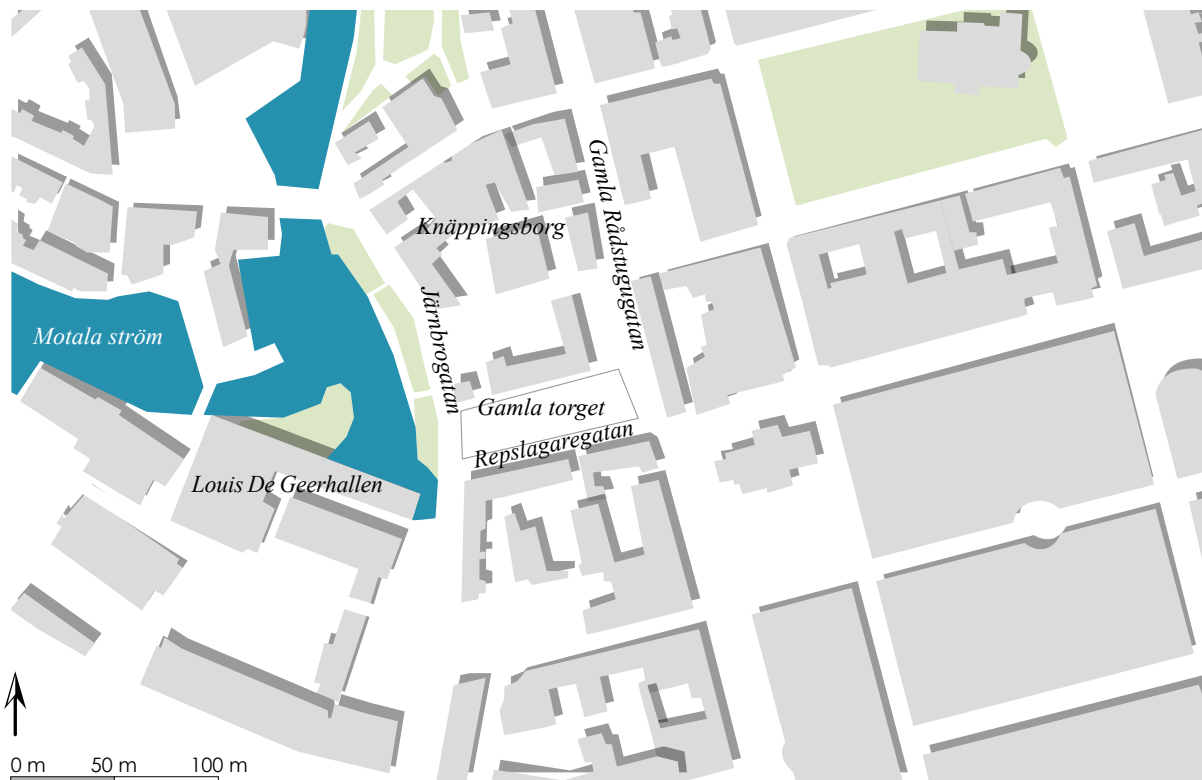 Gamla Rådstugugatan
Knäppingsborg
Järnbrogatan
Motala ström
Gamla torget
Repslagaregatan
Louis De Geerhallen
0 m 50 m 100 m